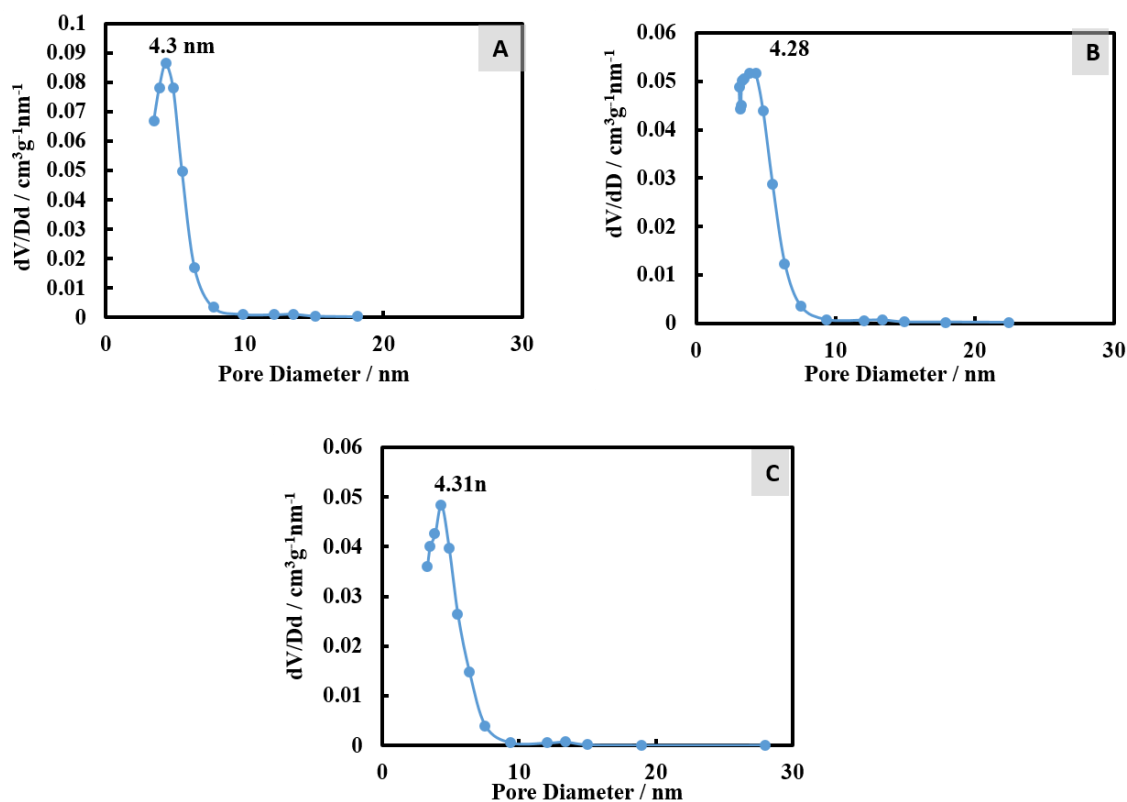 4.3 nm
A
dV/Dd / cm³g⁻¹nm⁻¹
0.1
0.09
0.08
0.07
0.06
0.05
0.04
0.03
0.02
0.01
0
0 10 20 30
Pore Diameter / nm
4.28
B
dV/dD / cm³g⁻¹nm⁻¹
0.06
0.05
0.04
0.03
0.02
0.01
0
0 10 20 30
Pore Diameter / nm
4.31n
C
dV/Dd / cm³g⁻¹nm⁻¹
0.06
0.05
0.04
0.03
0.02
0.01
0
0 10 20 30
Pore Diameter / nm